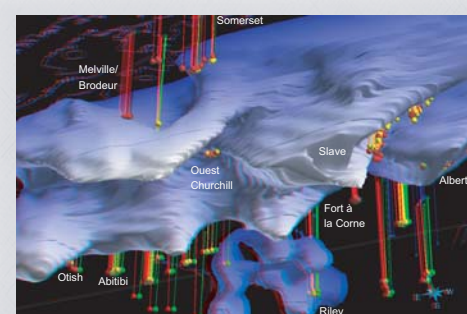 Somerset
Melville/
Brodeur
Slave
Ouest
Churchill
Albert
Fort à
la Corne
Otish
Abitibi
Riley